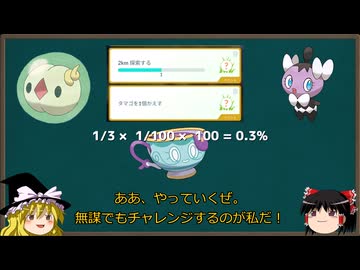 2km 探索する
1
?
タマゴを1個かえす
?
1/3 × 1/100 × 100 = 0.3%
ああ、やっていくぜ。
無謀でもチャレンジするのが私だ！